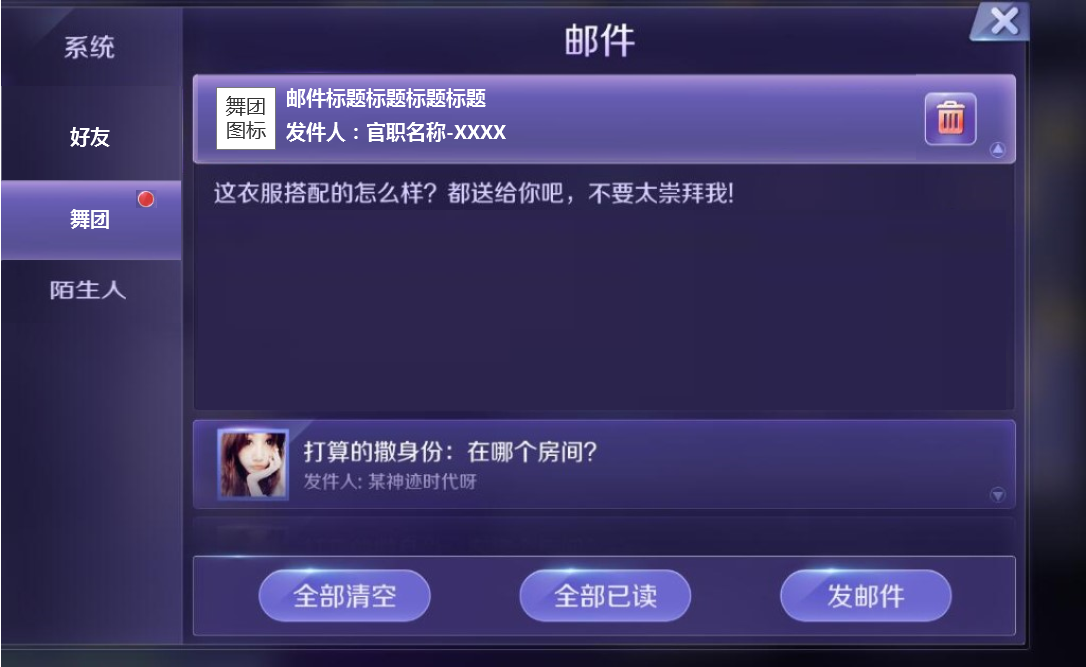 系统
好友
舞团
陌生人
邮件
舞团
图标
邮件标题标题标题标题
发件人：官职名称-XXXX
这衣服搭配的怎么样？都送给你吧，不要太崇拜我！
打算的撒身份：在哪个房间？
发件人：某神迹时代呀
全部清空
全部已读
发邮件